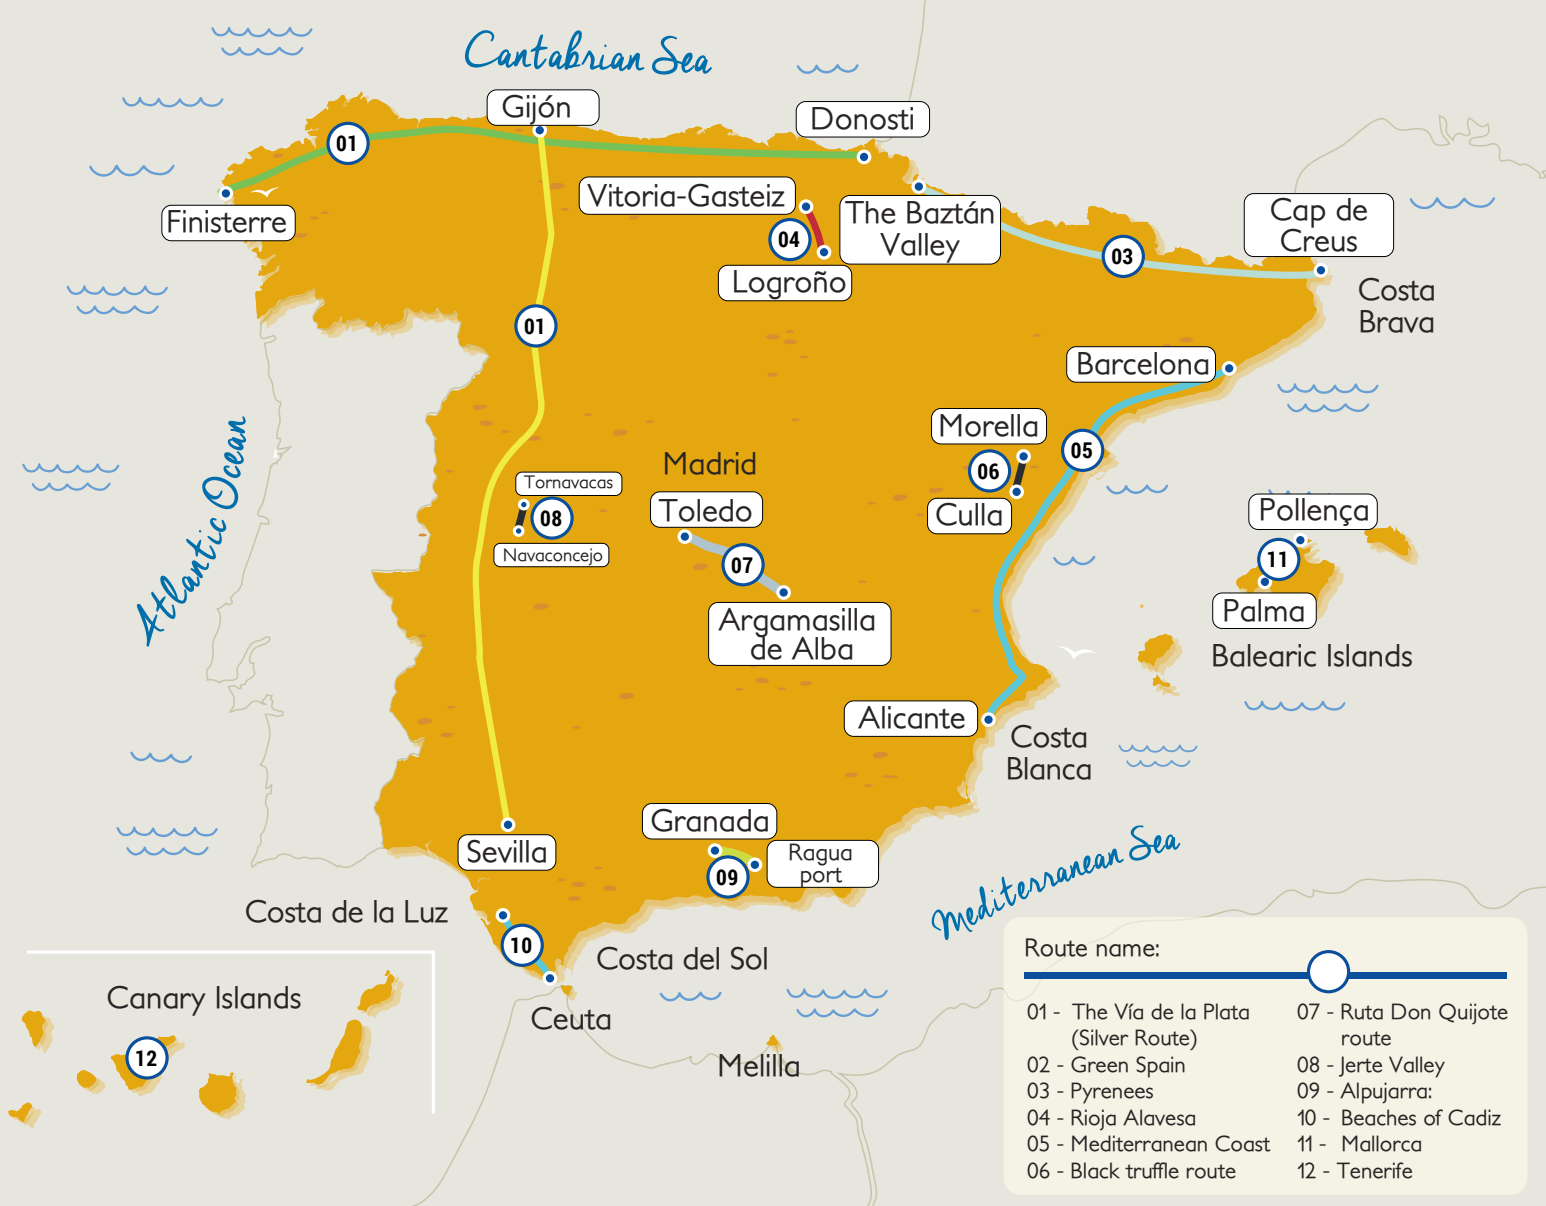 Cantabrian Sea
Gijón
Donosti
01
Finisterre
Vitoria-Gasteiz
04
Logroño
The Baztán
Valley
03
Cap de
Creus
Costa
Brava
01
Barcelona
Morella
05
06
Culla
Madrid
Toledo
07
Argamasilla
de Alba
Tornavacas
08
Navaconcejo
Atlantic Ocean
Pollença
11
Palma
Balearic Islands
Alicante
Costa
Blanca
Granada
Ragua
port
09
Sevilla
Mediterranean Sea
Costa de la Luz
10
Costa del Sol
Ceuta
Melilla
Canary Islands
12
Route name:
01 - The Vía de la Plata
(Silver Route)
02 - Green Spain
03 - Pyrenees
04 - Rioja Alavesa
05 - Mediterranean Coast
06 - Black truffle route
07 - Ruta Don Quijote
route
08 - Jerte Valley
09 - Alpujarra:
10 - Beaches of Cadiz
11 - Mallorca
12 - Tenerife